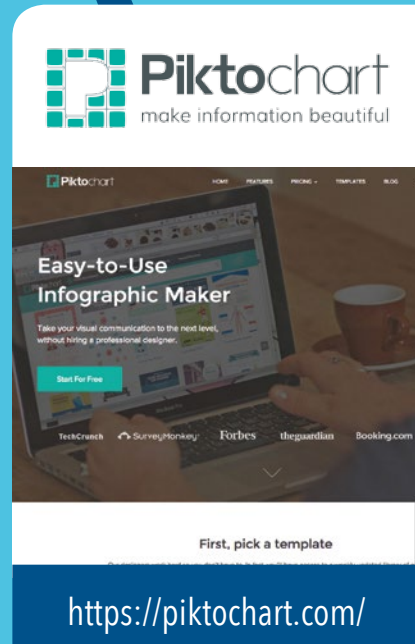 Piktochart
make information beautiful
Piktochart
HOME FEATURES PRICING TEMPLATES BLOG
Easy-to-Use
Infographic Maker
Take your visual communication to the next level,
without hiring a professional designer.
Start For Free
TechCrunch SurveyMonkey Forbes theguardian Booking.com
First, pick a template
https://piktochart.com/